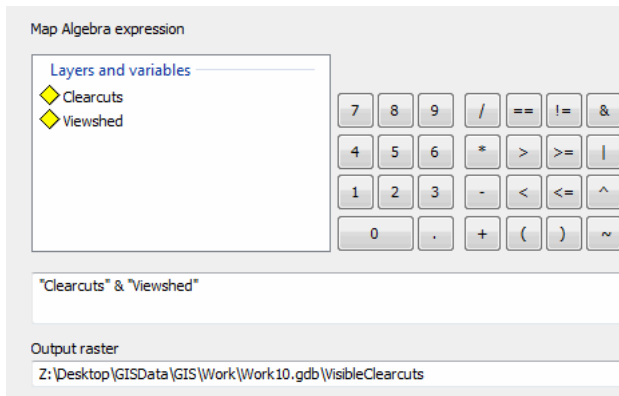 Map Algebra expression
Layers and variables
Clearcuts
Viewshed
7 8 9 / == != &
4 5 6 * > >= |
1 2 3 - < <= ^
0 . + ( ) ~
"Clearcuts" & "Viewshed"
Output raster
Z:\Desktop\GISData\GIS\Work\Work10.gdb\VisibleClearcuts